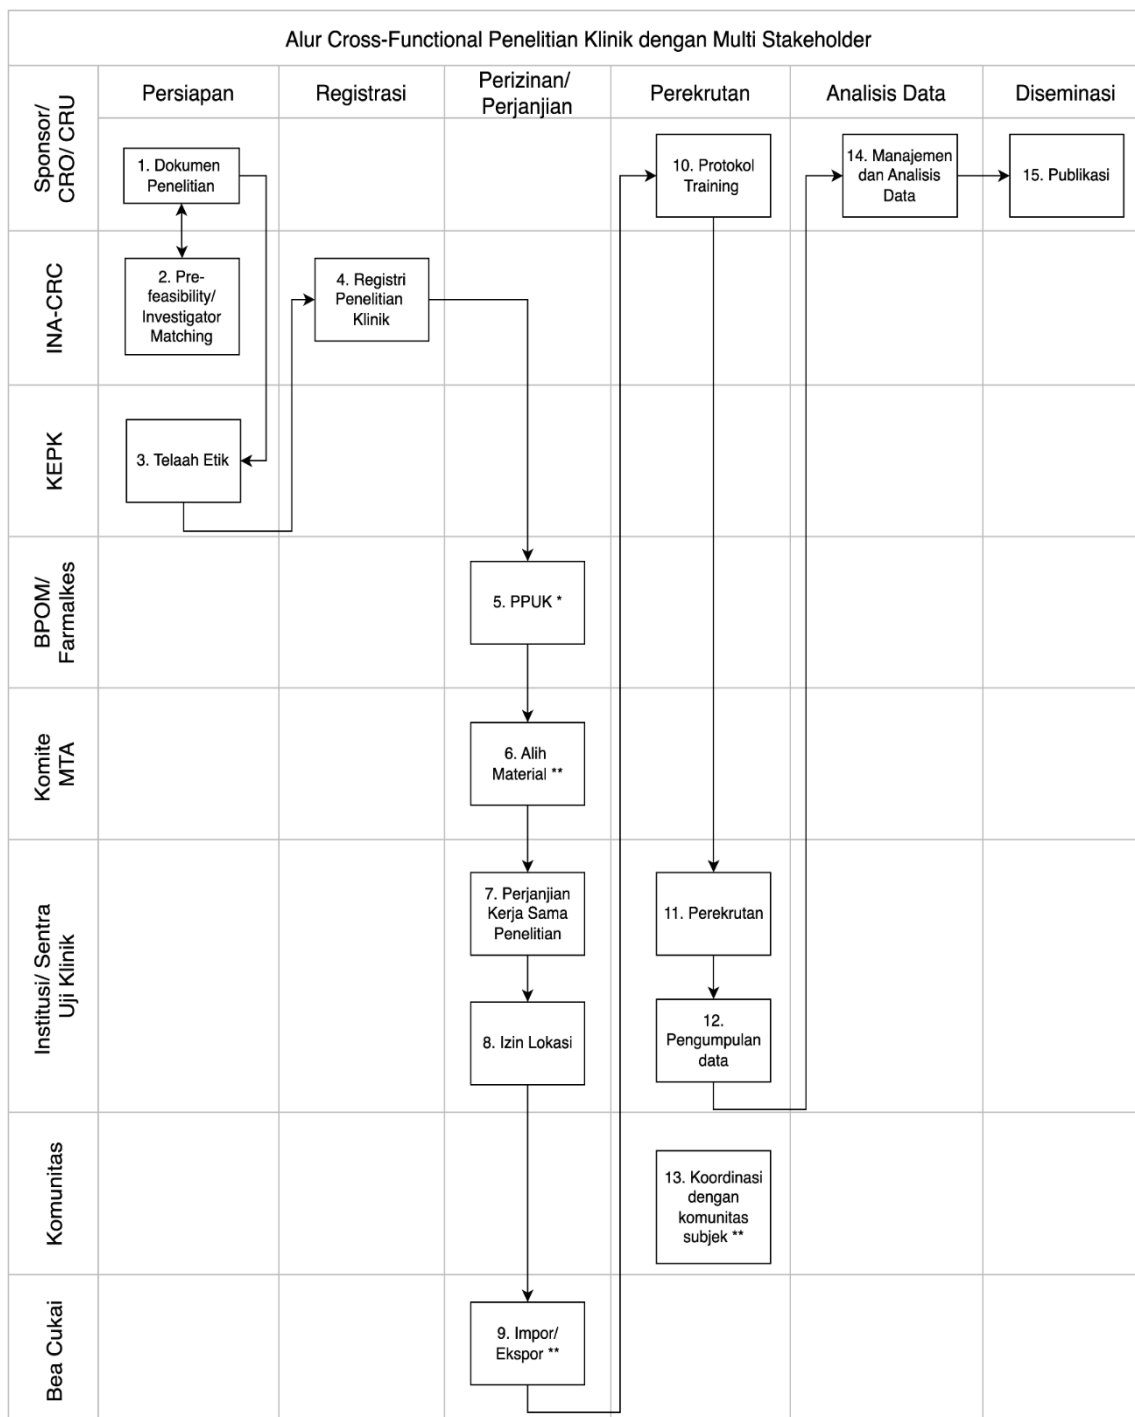 Alur Cross-Functional Penelitian Klinik dengan Multi Stakeholder
Persiapan
Registrasi
Perizinan/
Perjanjian
Perekrutan
Analisis Data
Diseminasi
Sponsor/
CRO/ CRU
1. Dokumen
Penelitian
10. Protokol
Training
14. Manajemen
dan Analisis
Data
15. Publikasi
INA-CRC
2. Pre-
feasibility/
Investigator
Matching
4. Registri
Penelitian
Klinik
KEPK
3. Telaah Etik
BPOM/
Farmalkes
5. PPUK *
Komite
MTA
6. Alih
Material **
Institusi/ Sentra
Uji Klinik
7. Perjanjian
Kerja Sama
Penelitian
11. Perekrutan
8. Izin Lokasi
12.
Pengumpulan
data
Komunitas
13. Koordinasi
dengan
komunitas
subjek **
Bea Cukai
9. Impor/
Ekspor **